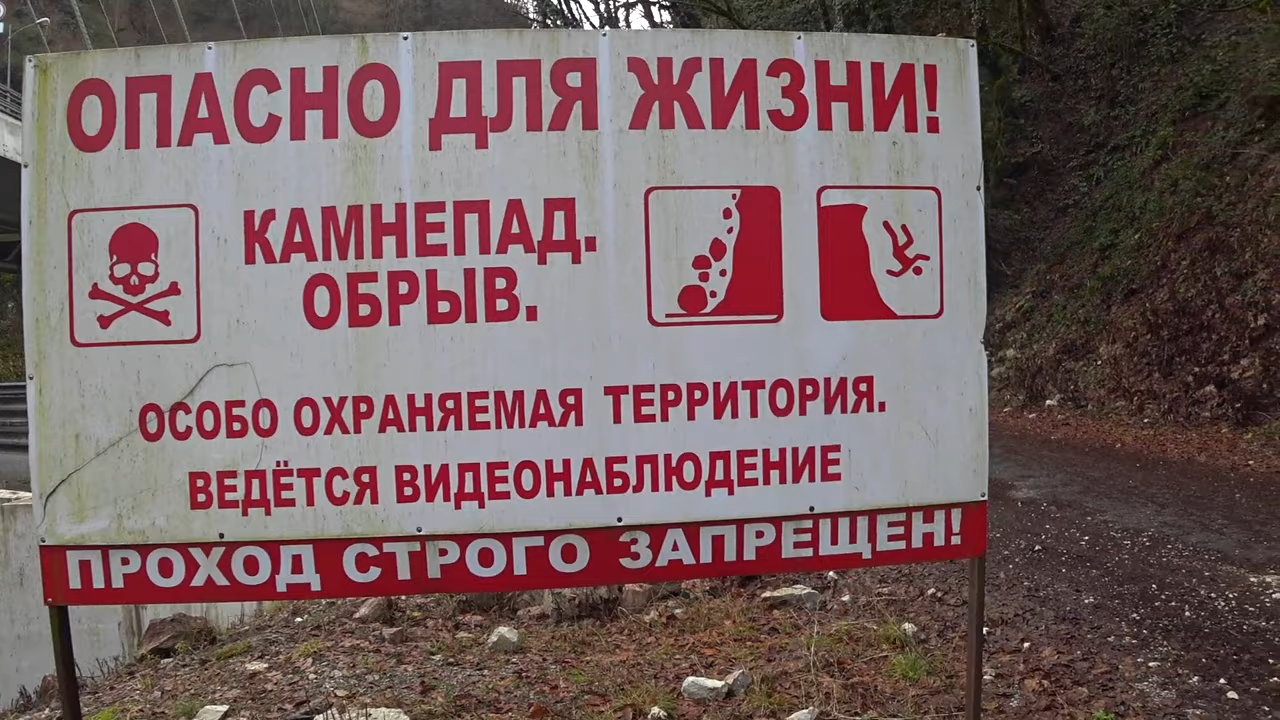 ОПАСНО ДЛЯ ЖИЗНИ!
КАМНЕПАД.
ОБРЫВ.
ОСОБО ОХРАНЯЕМАЯ ТЕРРИТОРИЯ.
ВЕДЁТСЯ ВИДЕОНАБЛЮДЕНИЕ
ПРОХОД СТРОГО ЗАПРЕЩЕН!